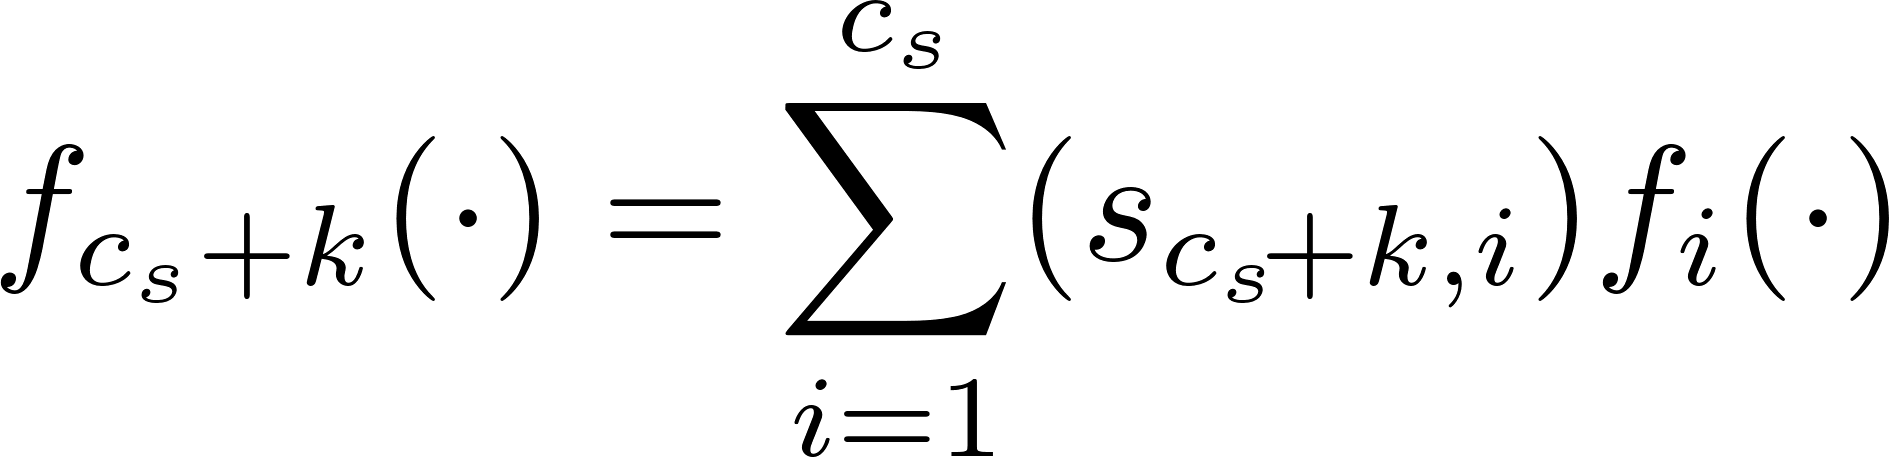 f_{c_s+k}(\cdot) = \sum_{i=1}^{c_s} (s_{c_s+k,i}) f_i(\cdot)